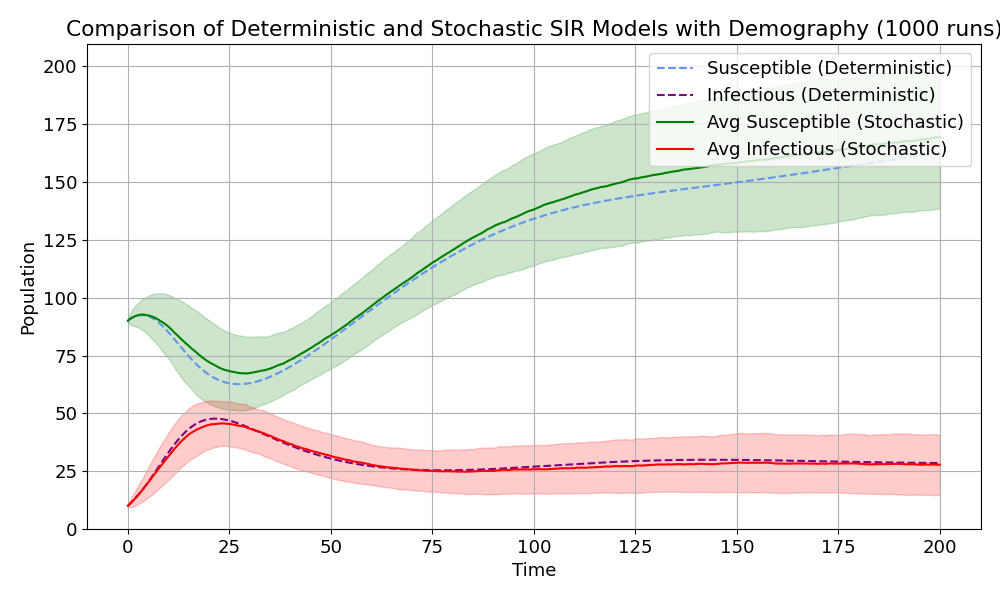 Comparison of Deterministic and Stochastic SIR Models with Demography (1000 runs)
Susceptible (Deterministic)
Infectious (Deterministic)
Avg Susceptible (Stochastic)
Avg Infectious (Stochastic)
Population
200
175
150
125
100
75
50
25
0
0 25 50 75 100 125 150 175 200
Time